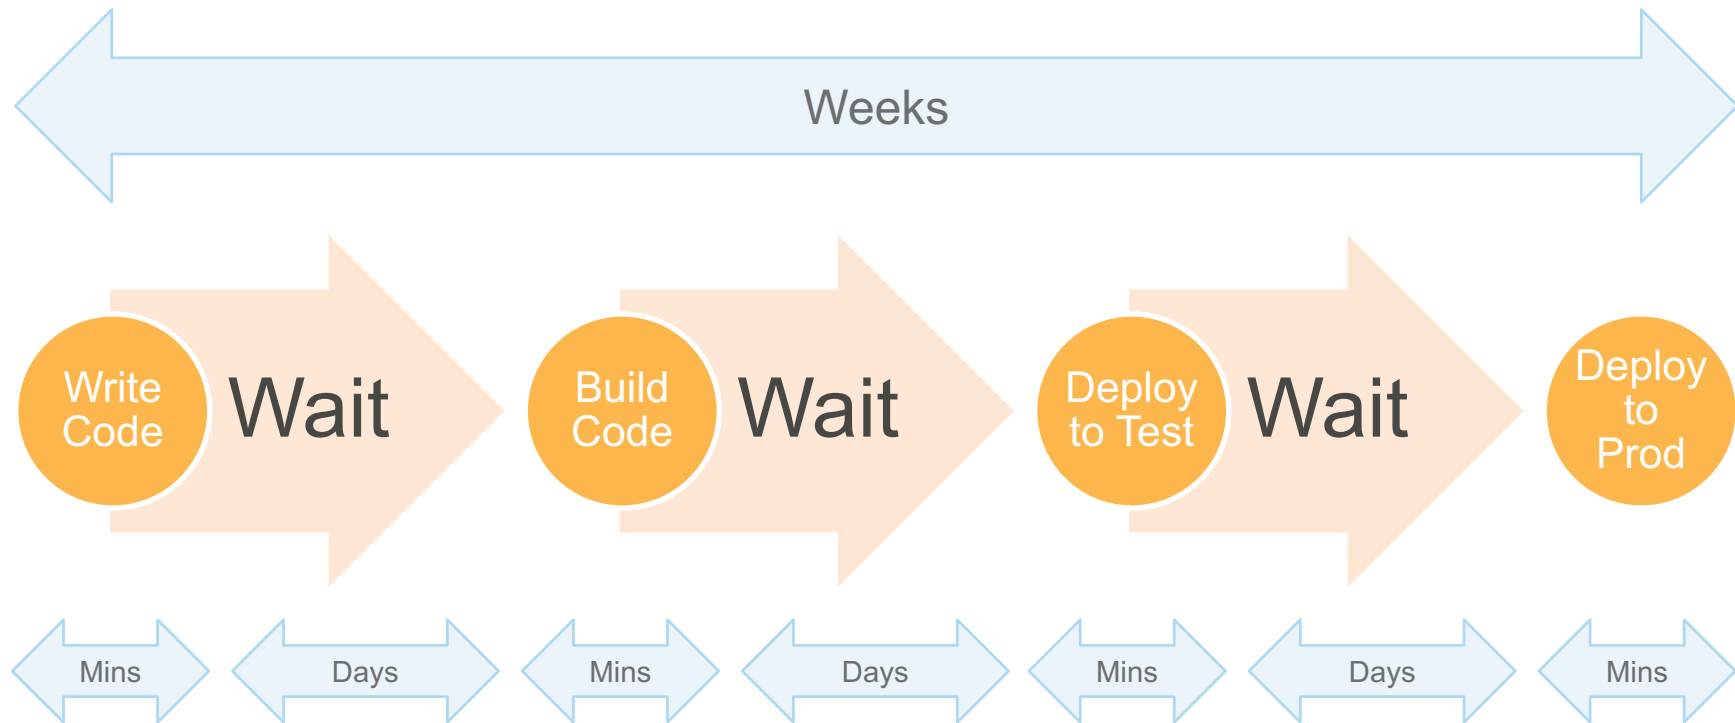 Weeks
Write
Code
Wait
Build
Code
Wait
Deploy
to Test
Wait
Deploy
to
Prod
Mins
Days
Mins
Days
Mins
Days
Mins